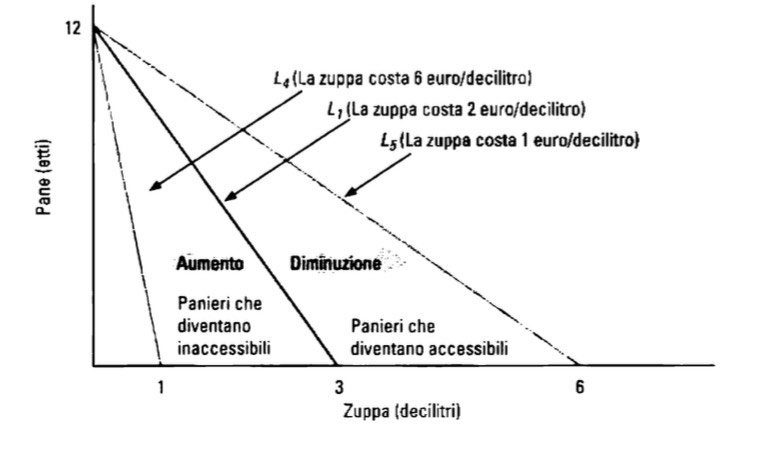 12
L4 (La zuppa costa 6 euro/decilitro)
L1 (La zuppa costa 2 euro/decilitro)
L5 (La zuppa costa 1 euro/decilitro)
Pane (etti)
Aumento
Diminuzione
Panieri che
diventano
inaccessibili
Panieri che
diventano accessibili
1
3
6
Zuppa (decilitri)